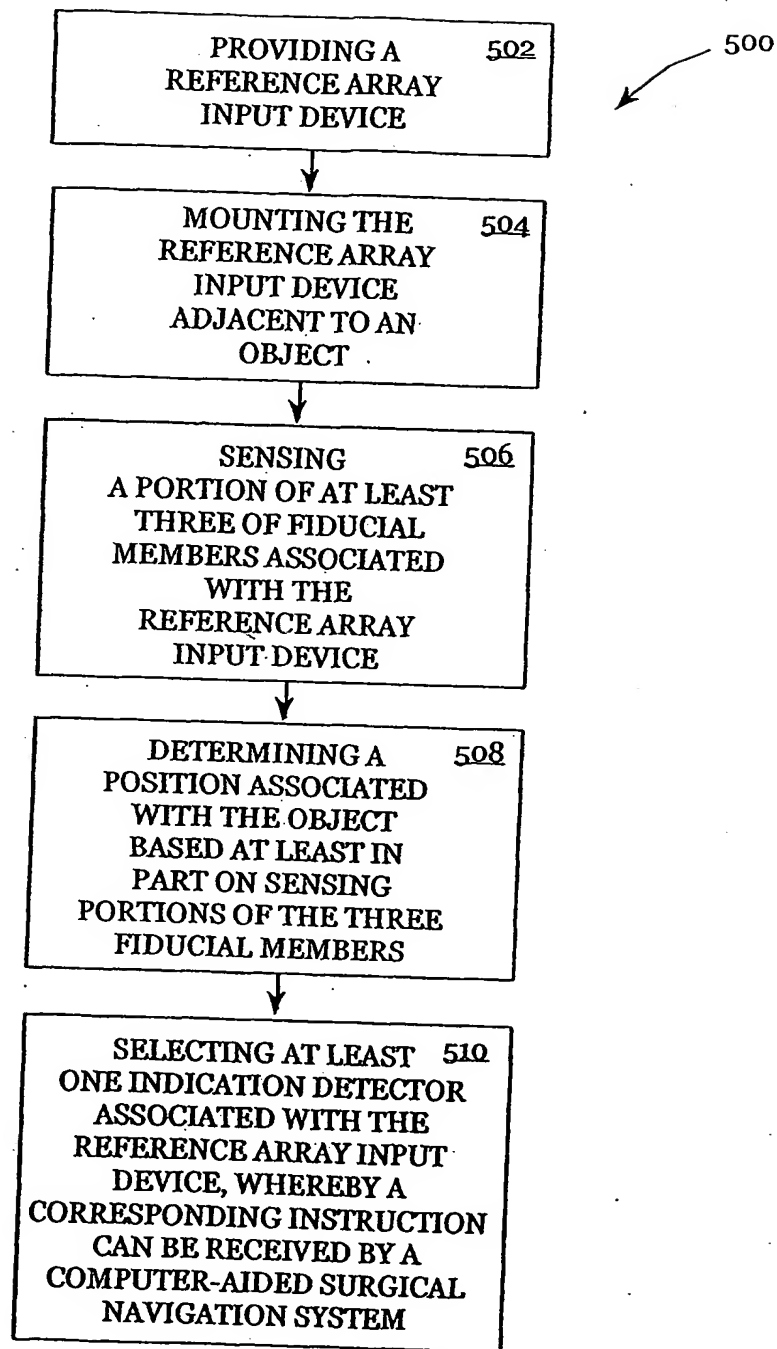 500
PROVIDING A 502
REFERENCE ARRAY
INPUT DEVICE
MOUNTING THE 504
REFERENCE ARRAY
INPUT DEVICE
ADJACENT TO AN
OBJECT
SENSING 506
A PORTION OF AT LEAST
THREE OF FIDUCIAL
MEMBERS ASSOCIATED
WITH THE
REFERENCE ARRAY
INPUT DEVICE
DETERMINING A 508
POSITION ASSOCIATED
WITH THE OBJECT
BASED AT LEAST IN
PART ON SENSING
PORTIONS OF THE THREE
FIDUCIAL MEMBERS
SELECTING AT LEAST 510
ONE INDICATION DETECTOR
ASSOCIATED WITH THE
REFERENCE ARRAY INPUT
DEVICE, WHEREBY A
CORRESPONDING INSTRUCTION
CAN BE RECEIVED BY A
COMPUTER-AIDED SURGICAL
NAVIGATION SYSTEM